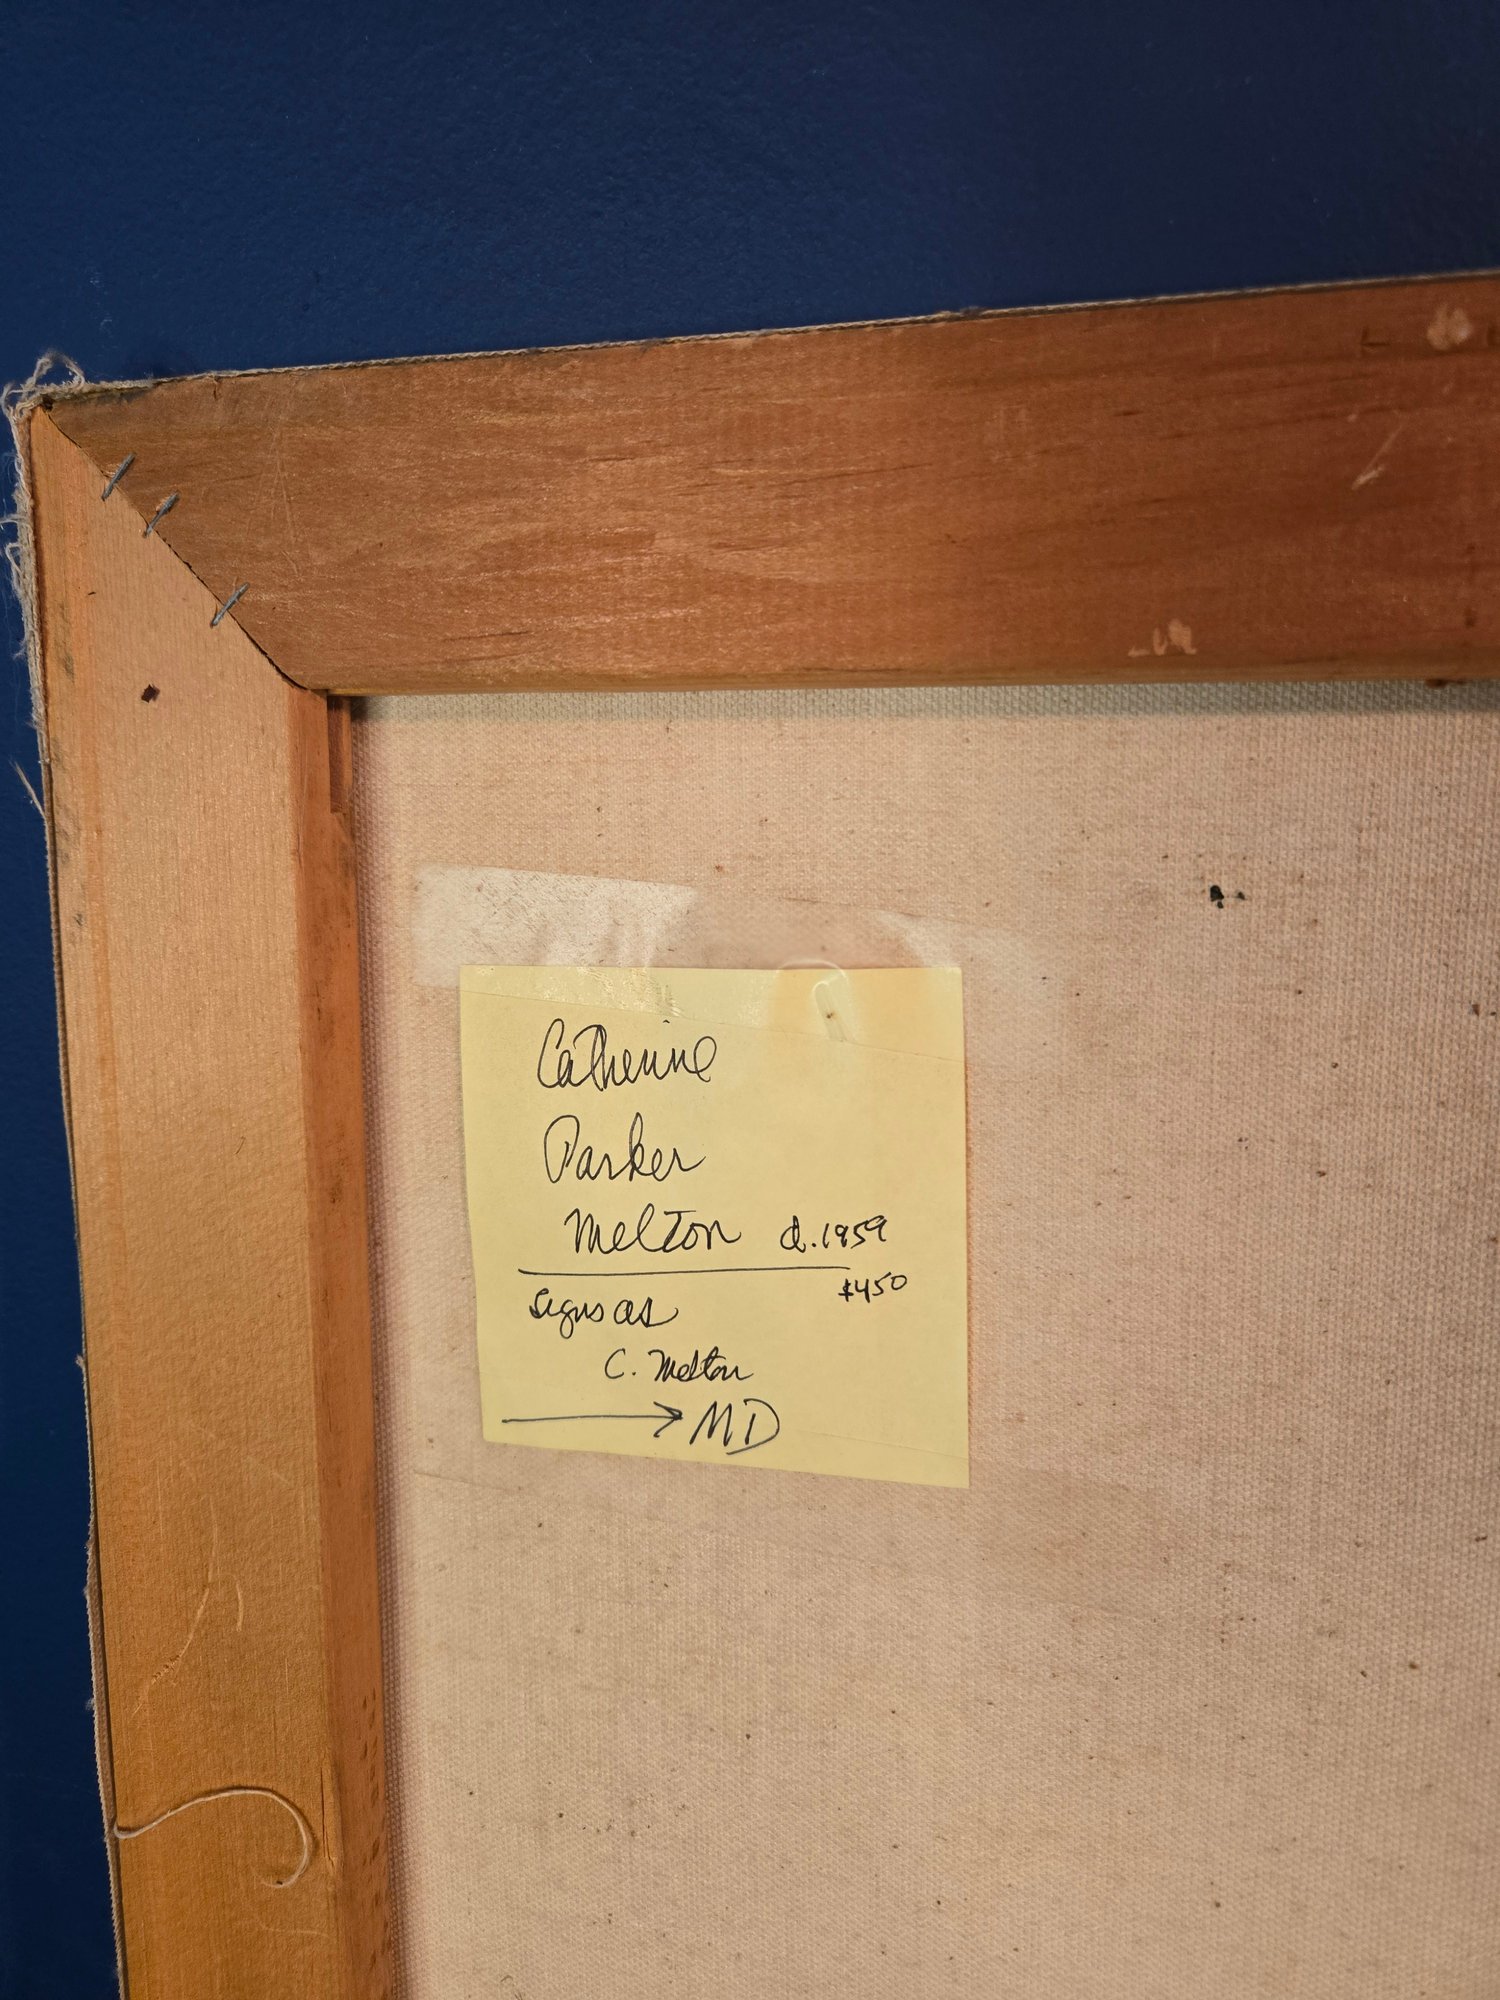 Catherine
Parker
Melton d. 1959
$450
signs as
C. Melton
→ MD